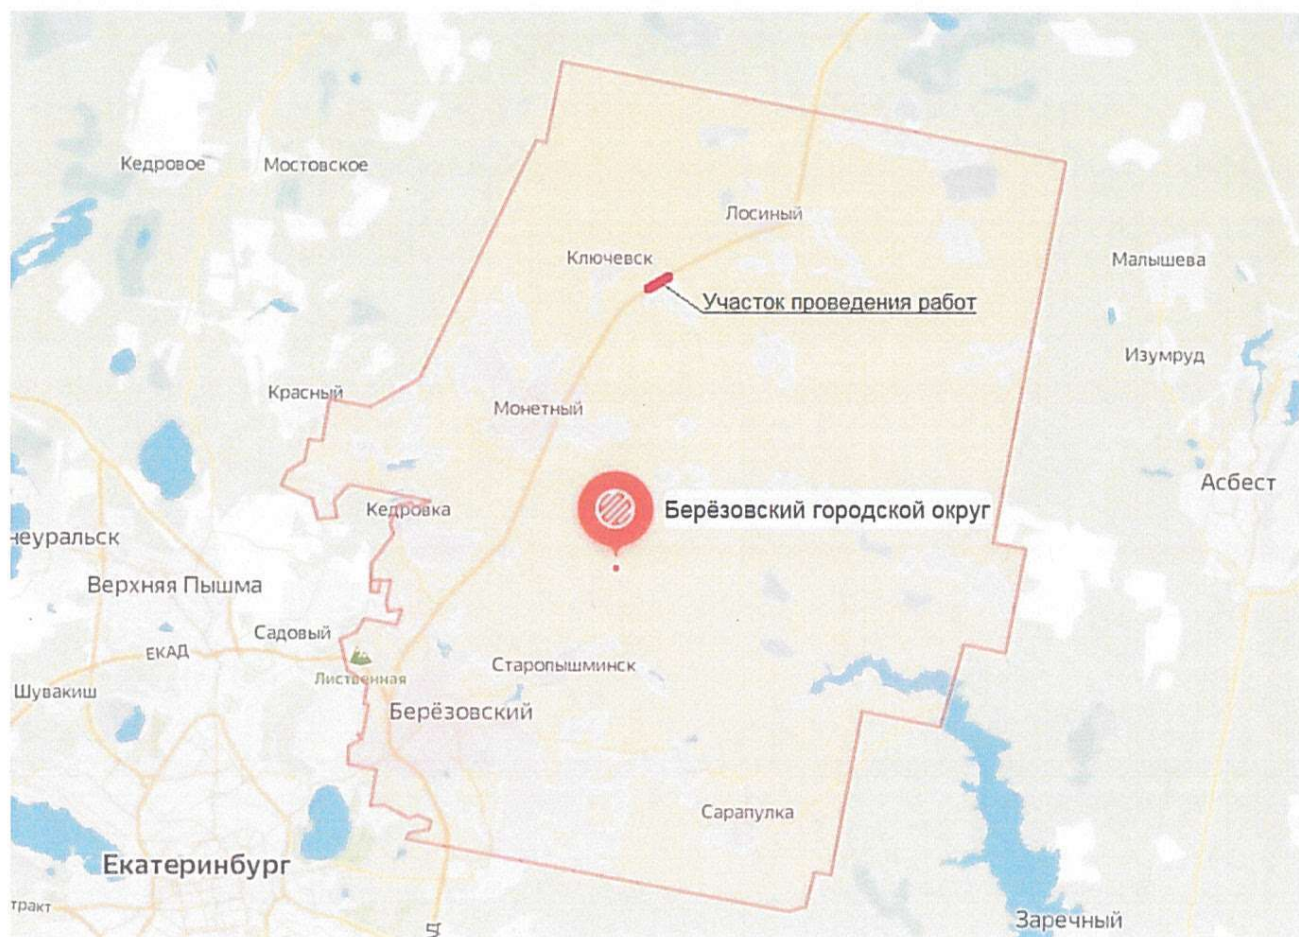 Кедровое
Мостовское
Лосиный
Ключевск
Малышева
Участок проведения работ
Изумруд
Красный
Монетный
Асбест
Кедровка
Берёзовский городской округ
неуральск
Верхняя Пышма
Садовый
ЕКАД
Старопышминск
Лиственная
Шувакиш
Берёзовский
Сарапулка
Екатеринбург
тракт
Заречный